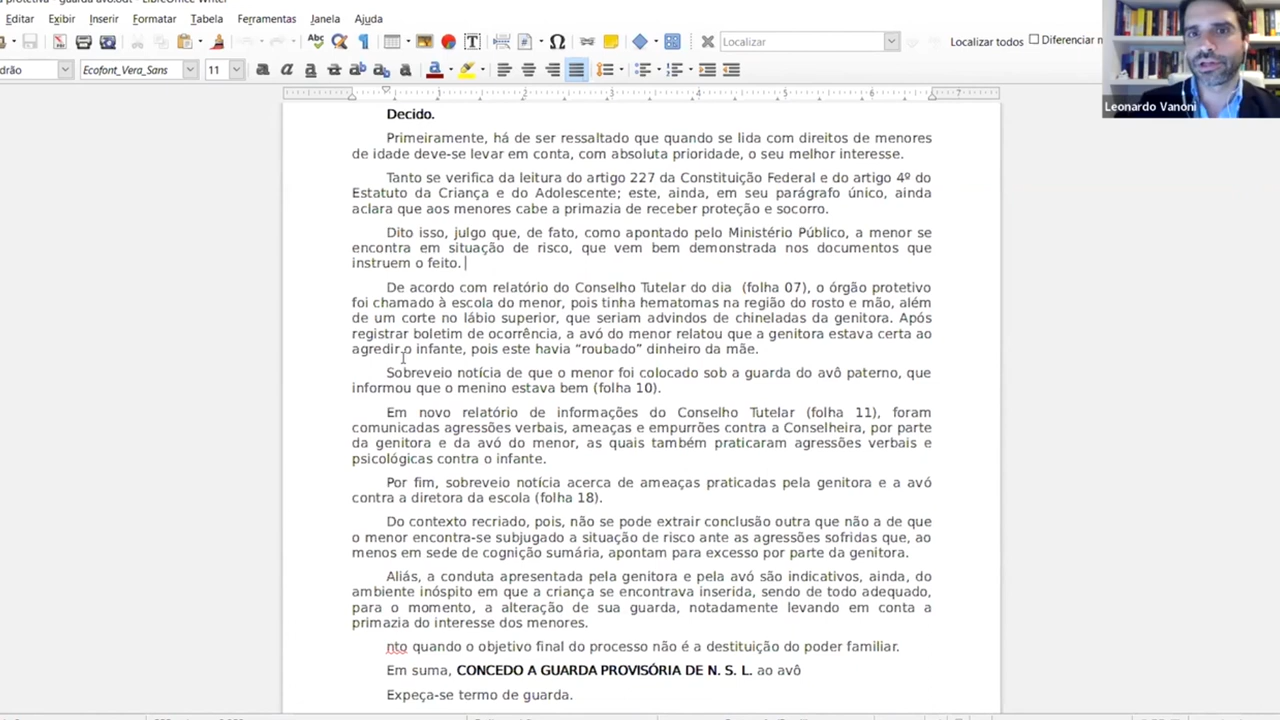 Editar Exibir Inserir Formatar Tabela Ferramentas Janela Ajuda
Localizar Localizar todos Diferenciar
Ecofont_Vera_Sans 11
Leonardo Vanoni
1 2 3 4 5 6 7
Decido.
Primeiramente, há de ser ressaltado que quando se lida com direitos de menores
de idade deve-se levar em conta, com absoluta prioridade, o seu melhor interesse.
Tanto se verifica da leitura do artigo 227 da Constituição Federal e do artigo 4º do
Estatuto da Criança e do Adolescente; este, ainda, em seu parágrafo único, ainda
aclara que aos menores cabe a primazia de receber proteção e socorro.
Dito isso, julgo que, de fato, como apontado pelo Ministério Público, a menor se
encontra em situação de risco, que vem bem demonstrada nos documentos que
instruem o feito.
De acordo com relatório do Conselho Tutelar do dia (folha 07), o órgão protetivo
foi chamado à escola do menor, pois tinha hematomas na região do rosto e mão, além
de um corte no lábio superior, que seriam advindos de chineladas da genitora. Após
registrar boletim de ocorrência, a avó do menor relatou que a genitora estava certa ao
agredir o infante, pois este havia “roubado” dinheiro da mãe.
Sobreveio notícia de que o menor foi colocado sob a guarda do avô paterno, que
informou que o menino estava bem (folha 10).
Em novo relatório de informações do Conselho Tutelar (folha 11), foram
comunicadas agressões verbais, ameaças e empurrões contra a Conselheira, por parte
da genitora e da avó do menor, as quais também praticaram agressões verbais e
psicológicas contra o infante.
Por fim, sobreveio notícia acerca de ameaças praticadas pela genitora e a avó
contra a diretora da escola (folha 18).
Do contexto recriado, pois, não se pode extrair conclusão outra que não a de que
o menor encontra-se subjugado a situação de risco ante as agressões sofridas que, ao
menos em sede de cognição sumária, apontam para excesso por parte da genitora.
Aliás, a conduta apresentada pela genitora e pela avó são indicativos, ainda, do
ambiente inóspito em que a criança se encontrava inserida, sendo de todo adequado,
para o momento, a alteração de sua guarda, notadamente levando em conta a
primazia do interesse dos menores.
nto quando o objetivo final do processo não é a destituição do poder familiar.
Em suma, CONCEDO A GUARDA PROVISÓRIA DE N. S. L. ao avô
Expeça-se termo de guarda.